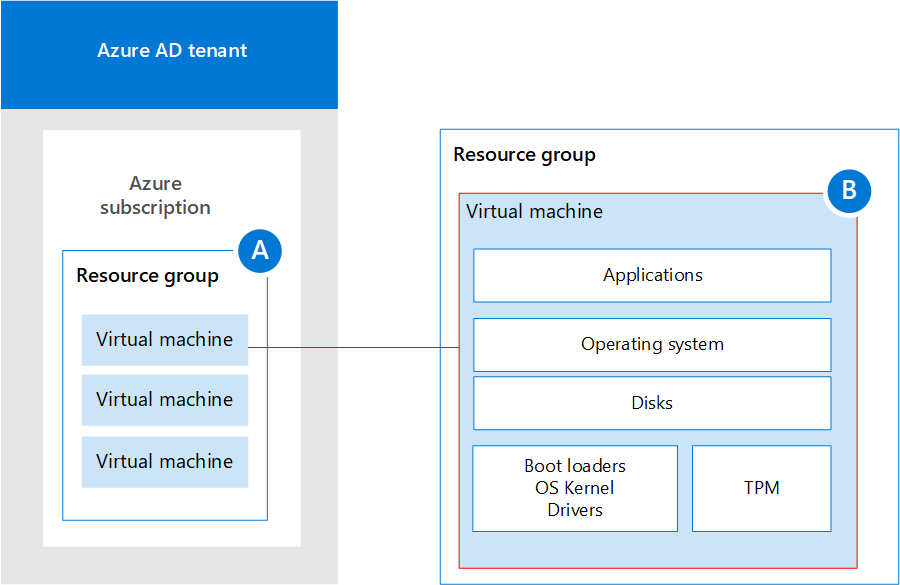 Azure AD tenant
Azure
subscription
A
Resource group
Virtual machine
Virtual machine
Virtual machine
Resource group
B
Virtual machine
Applications
Operating system
Disks
Boot loaders
OS Kernel
Drivers
TPM